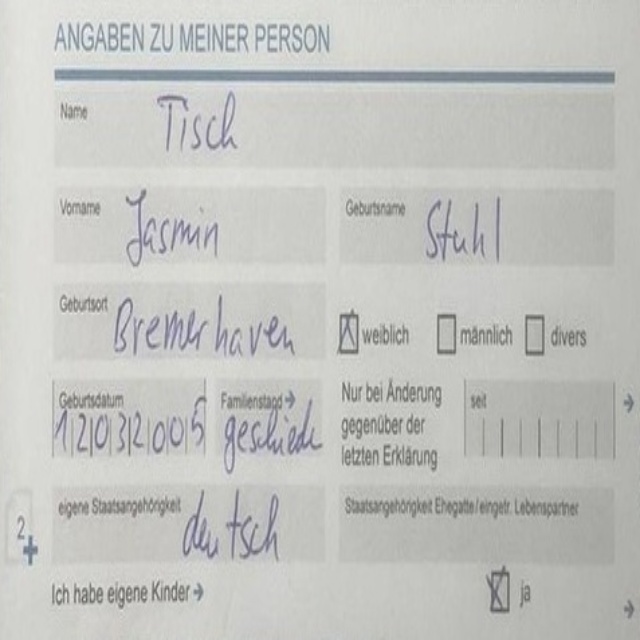 ANGABEN ZU MEINER PERSON
Name Tisch
Vorname Jasmin Geburtsname Stuhl
Geburtsort Bremerhaven weiblich männlich divers
Geburtsdatum 12032005 Familienstand geschieden Nur bei Änderung gegenüber der letzten Erklärung seit
eigene Staatsangehörigkeit deutsch Staatsangehörigkeit Ehegatte/eingetr. Lebenspartner
2
Ich habe eigene Kinder ja